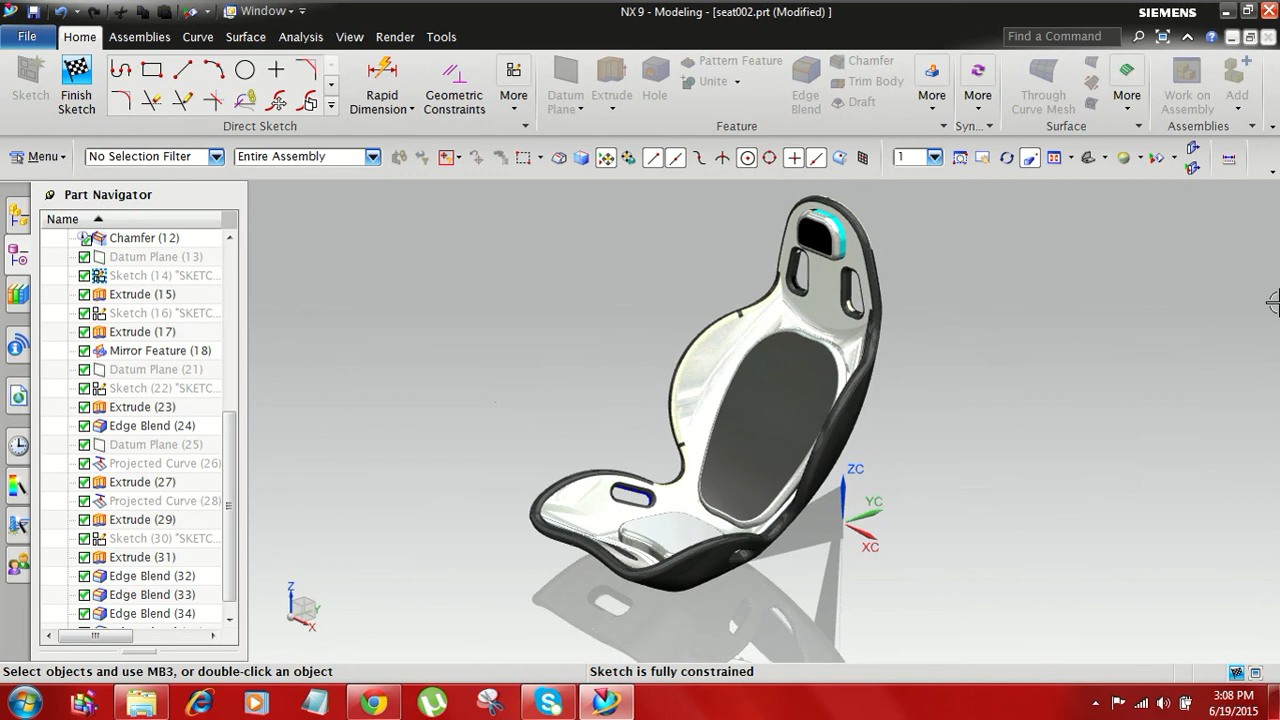 Window
NX 9 - Modeling - [seat002.prt (Modified) ]
SIEMENS
File
Home
Assemblies
Curve
Surface
Analysis
View
Render
Tools
Find a Command
Sketch
Finish
Sketch
Rapid
Dimension
Geometric
Constraints
More
Direct Sketch
Datum
Plane
Extrude
Hole
Pattern Feature
Unite
Edge
Blend
Chamfer
Trim Body
Draft
More
Feature
More
Syn...
Through
Curve Mesh
More
Surface
Work on
Assembly
Add
Assemblies
Menu
No Selection Filter
Entire Assembly
1
Part Navigator
Name
Chamfer (12)
Datum Plane (13)
Sketch (14) "SKETC...
Extrude (15)
Sketch (16) "SKETC...
Extrude (17)
Mirror Feature (18)
Datum Plane (21)
Sketch (22) "SKETC...
Extrude (23)
Edge Blend (24)
Datum Plane (25)
Projected Curve (26)
Extrude (27)
Projected Curve (28)
Extrude (29)
Sketch (30) "SKETC...
Extrude (31)
Edge Blend (32)
Edge Blend (33)
Edge Blend (34)
ZC
YC
XC
Z
Y
X
Select objects and use MB3, or double-click an object
Sketch is fully constrained
3:08 PM
6/19/2015